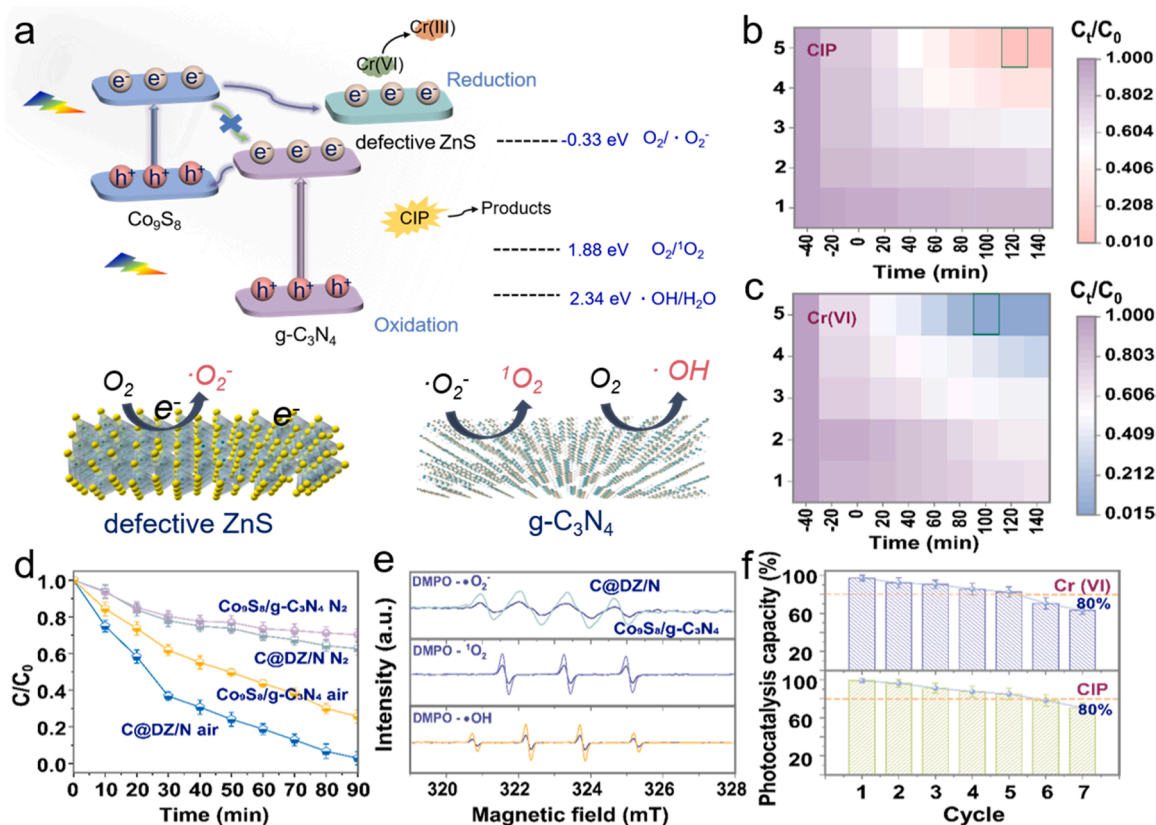 a
Cr(III)
Cr(VI)
Reduction
e- e- e-
e- e- e-
defective ZnS
-0.33 eV O₂/ · O₂⁻
e- e- e-
h+ h+ h+
Co₉S₈
CIP
Products
1.88 eV O₂/¹O₂
h+ h+ h+
2.34 eV · OH/H₂O
g-C₃N₄
Oxidation
O₂ ·O₂⁻
e- e-
defective ZnS
·O₂⁻ ¹O₂ O₂ · OH
g-C₃N₄
b
CIP
5
4
3
2
1
-40 -20 0 20 40 60 80 100 120 140
Time (min)
Cₜ/C₀
1.000
0.802
0.604
0.406
0.208
0.010
c
Cr(VI)
5
4
3
2
1
-40 -20 0 20 40 60 80 100 120 140
Time (min)
Cₜ/C₀
1.000
0.803
0.606
0.409
0.212
0.015
d
C/C₀
1.0
0.8
0.6
0.4
0.2
0.0
Co₉S₈/g-C₃N₄ N₂
C@DZ/N N₂
Co₉S₈/g-C₃N₄ air
C@DZ/N air
0 10 20 30 40 50 60 70 80 90
Time (min)
e
Intensity (a.u.)
DMPO - •O₂⁻
C@DZ/N
Co₉S₈/g-C₃N₄
DMPO - ¹O₂
DMPO - •OH
320 322 324 326 328
Magnetic field (mT)
f
Photocatalysis capacity (%)
100
80
60
40
20
Cr (VI)
80%
100
80
60
40
20
CIP
80%
1 2 3 4 5 6 7
Cycle